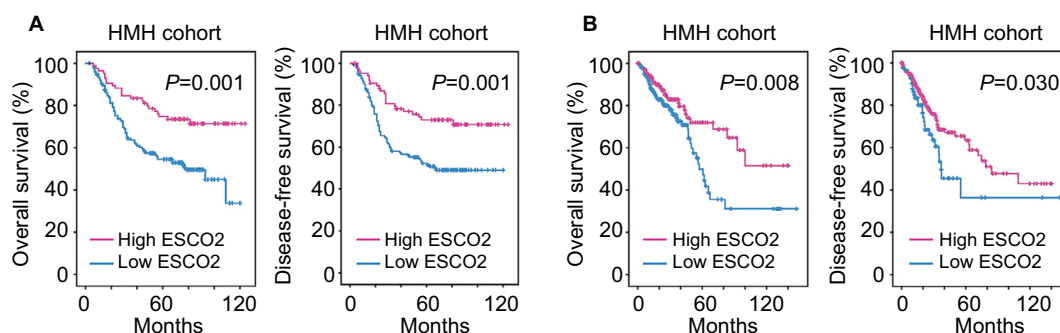 A
HMH cohort
Overall survival (%)
100
80
60
40
20
0
P=0.001
High ESCO2
Low ESCO2
0
60
120
Months
HMH cohort
Disease-free survival (%)
100
80
60
40
20
0
P=0.001
High ESCO2
Low ESCO2
0
60
120
Months
B
HMH cohort
Overall survival (%)
100
80
60
40
20
0
P=0.008
High ESCO2
Low ESCO2
0
60
120
Months
HMH cohort
Disease-free survival (%)
100
80
60
40
20
0
P=0.030
High ESCO2
Low ESCO2
0
60
120
Months